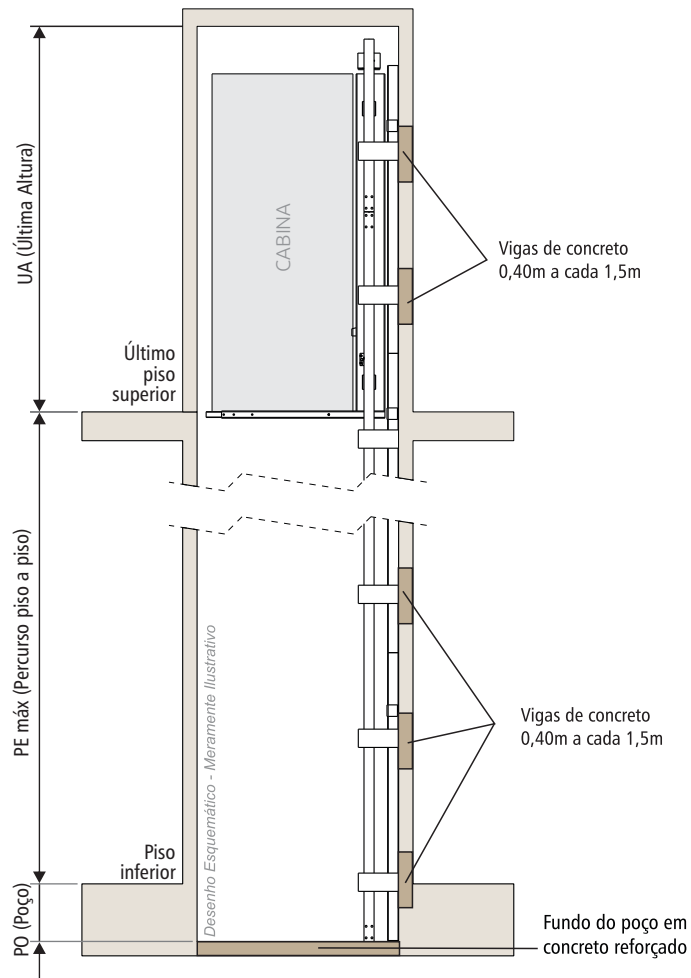 UA (Última Altura)
CABINA
Vigas de concreto
0,40m a cada 1,5m
Último
piso
superior
PE máx (Percurso piso a piso)
Desenho Esquemático - Meramente Ilustrativo
Vigas de concreto
0,40m a cada 1,5m
Piso
inferior
PO (Poço)
Fundo do poço em
concreto reforçado